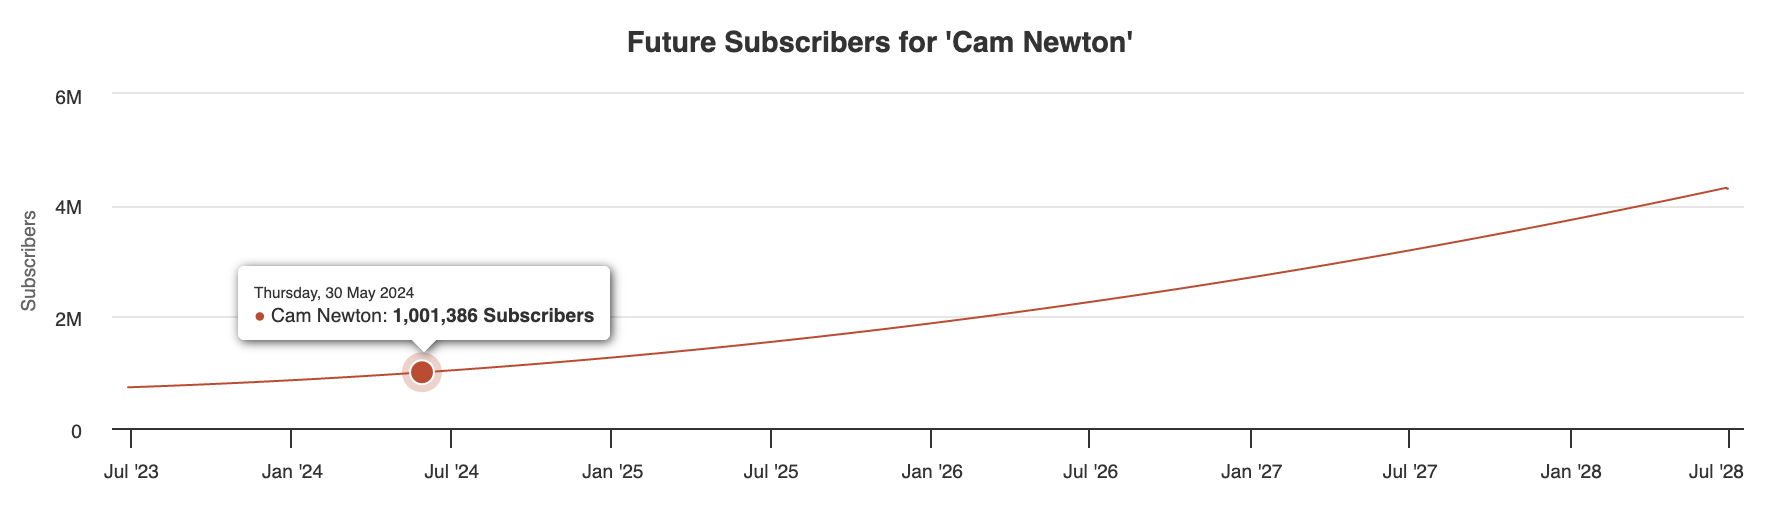 Future Subscribers for 'Cam Newton'
6M
4M
2M
0
Subscribers
Thursday, 30 May 2024
● Cam Newton: 1,001,386 Subscribers
Jul '23 Jan '24 Jul '24 Jan '25 Jul '25 Jan '26 Jul '26 Jan '27 Jul '27 Jan '28 Jul '28